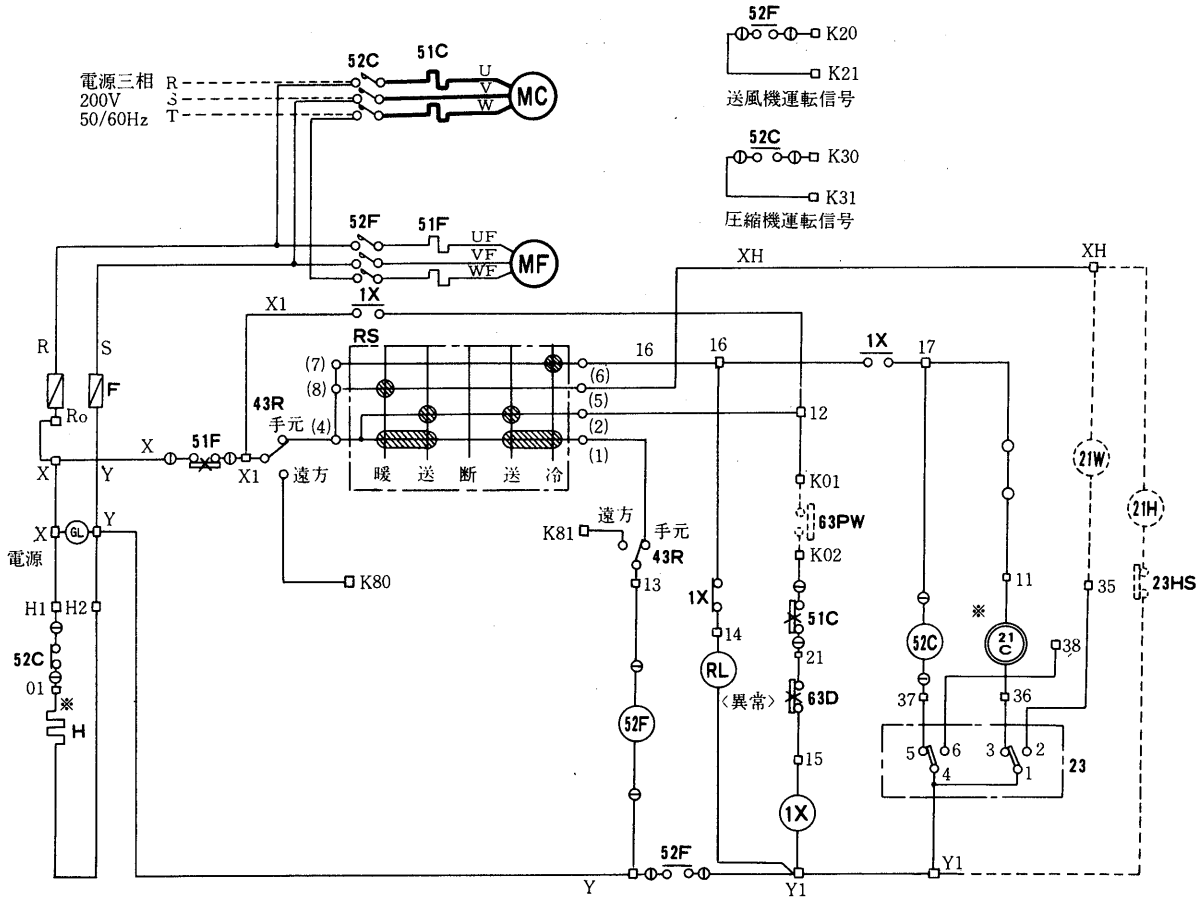 52F
K20
K21
送風機運転信号
52C
K30
K31
圧縮機運転信号
電源三相 R
200V S
50/60Hz T
52C
51C
U
V
W
MC
52F
51F
UF
VF
WF
MF
XH
XH
X1
1X
RS
R
S
F
Ro
16
16
1X
17
(7)
(8)
(4)
(6)
(5)
(2)
(1)
12
43R
手元
遠方
X
51F
X1
X
Y
暖 送 断 送 冷
K01
63PW
K02
21W
21H
23HS
X
GL
Y
電源
K80
K81
遠方
手元
43R
13
H1
H2
52C
01
※
H
1X
14
RL
〈異常〉
51C
21
63D
15
1X
52F
11
※
52C
21
C
35
38
37
36
5
6
4
3
2
1
23
52F
Y
Y1
Y1